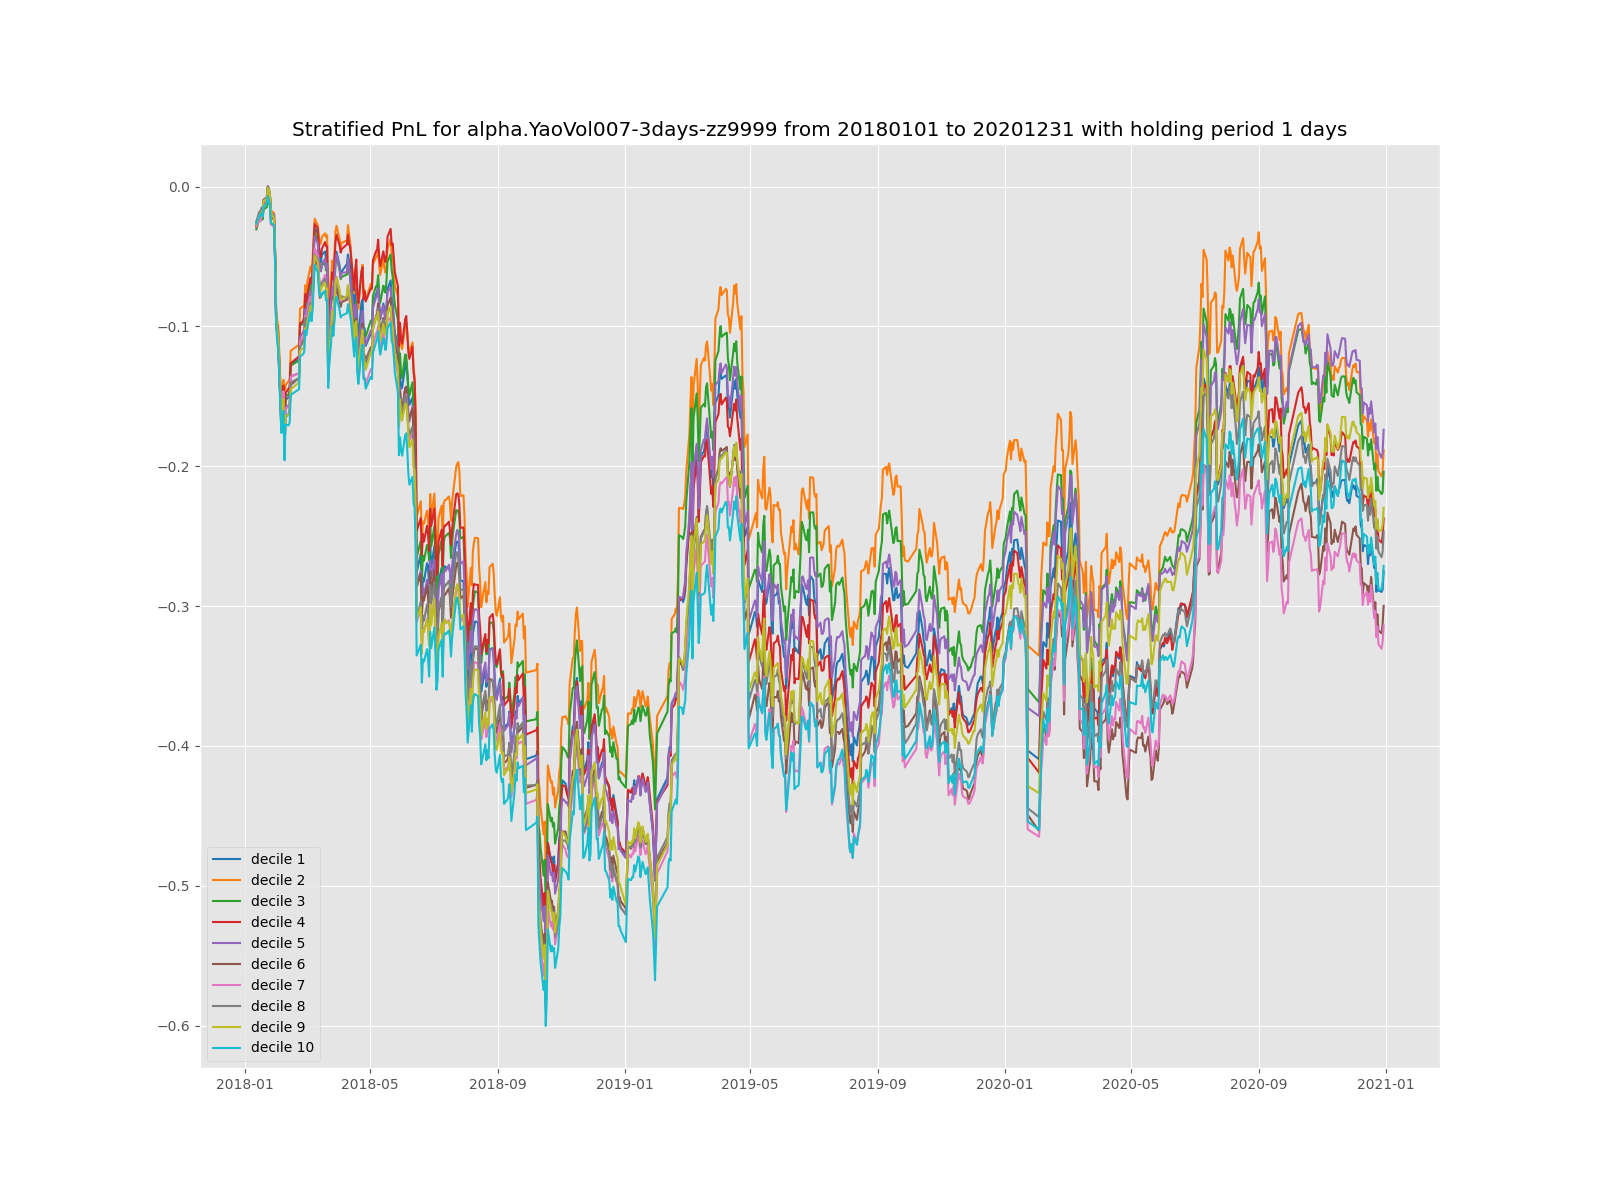 Stratified PnL for alpha.YaoVol007-3days-zz9999 from 20180101 to 20201231 with holding period 1 days
0.0
−0.1
−0.2
−0.3
−0.4
−0.5
−0.6
decile 1
decile 2
decile 3
decile 4
decile 5
decile 6
decile 7
decile 8
decile 9
decile 10
2018-01 2018-05 2018-09 2019-01 2019-05 2019-09 2020-01 2020-05 2020-09 2021-01